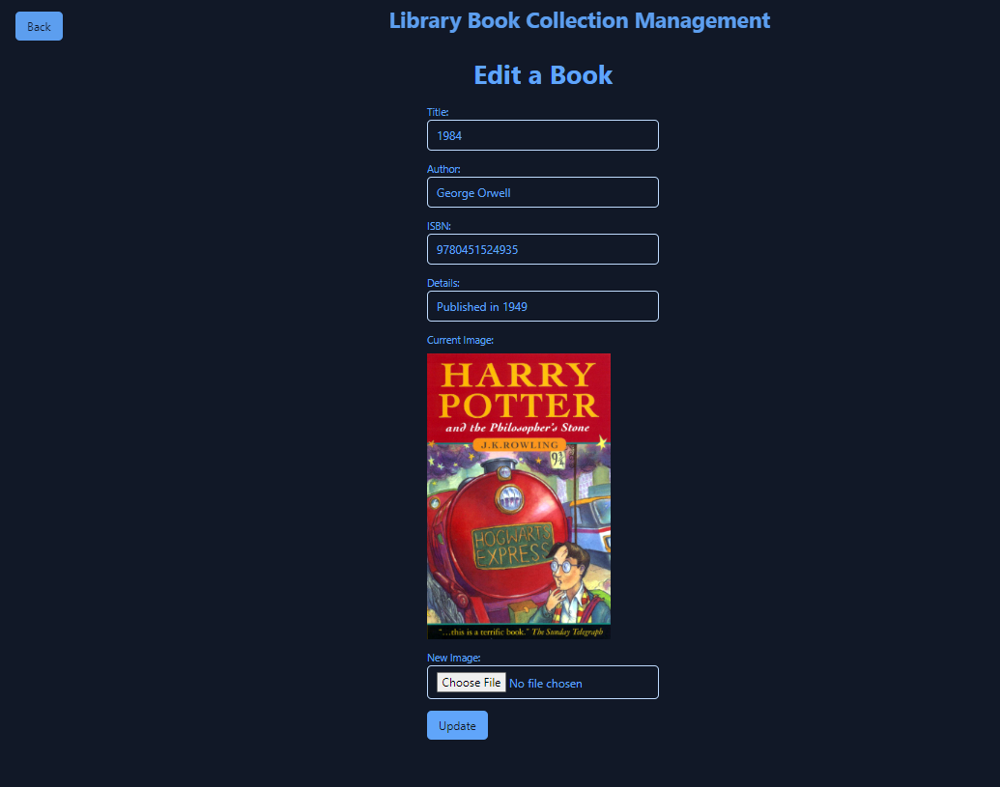 Back
Library Book Collection Management
Edit a Book
Title:
1984
Author:
George Orwell
ISBN:
9780451524935
Details:
Published in 1949
Current Image:
HARRY
POTTER
and the Philosopher's Stone
J.K.ROWLING
9¾
HOGWARTS
EXPRESS
"...this is a terrific book." The Sunday Telegraph
New Image:
Choose File No file chosen
Update